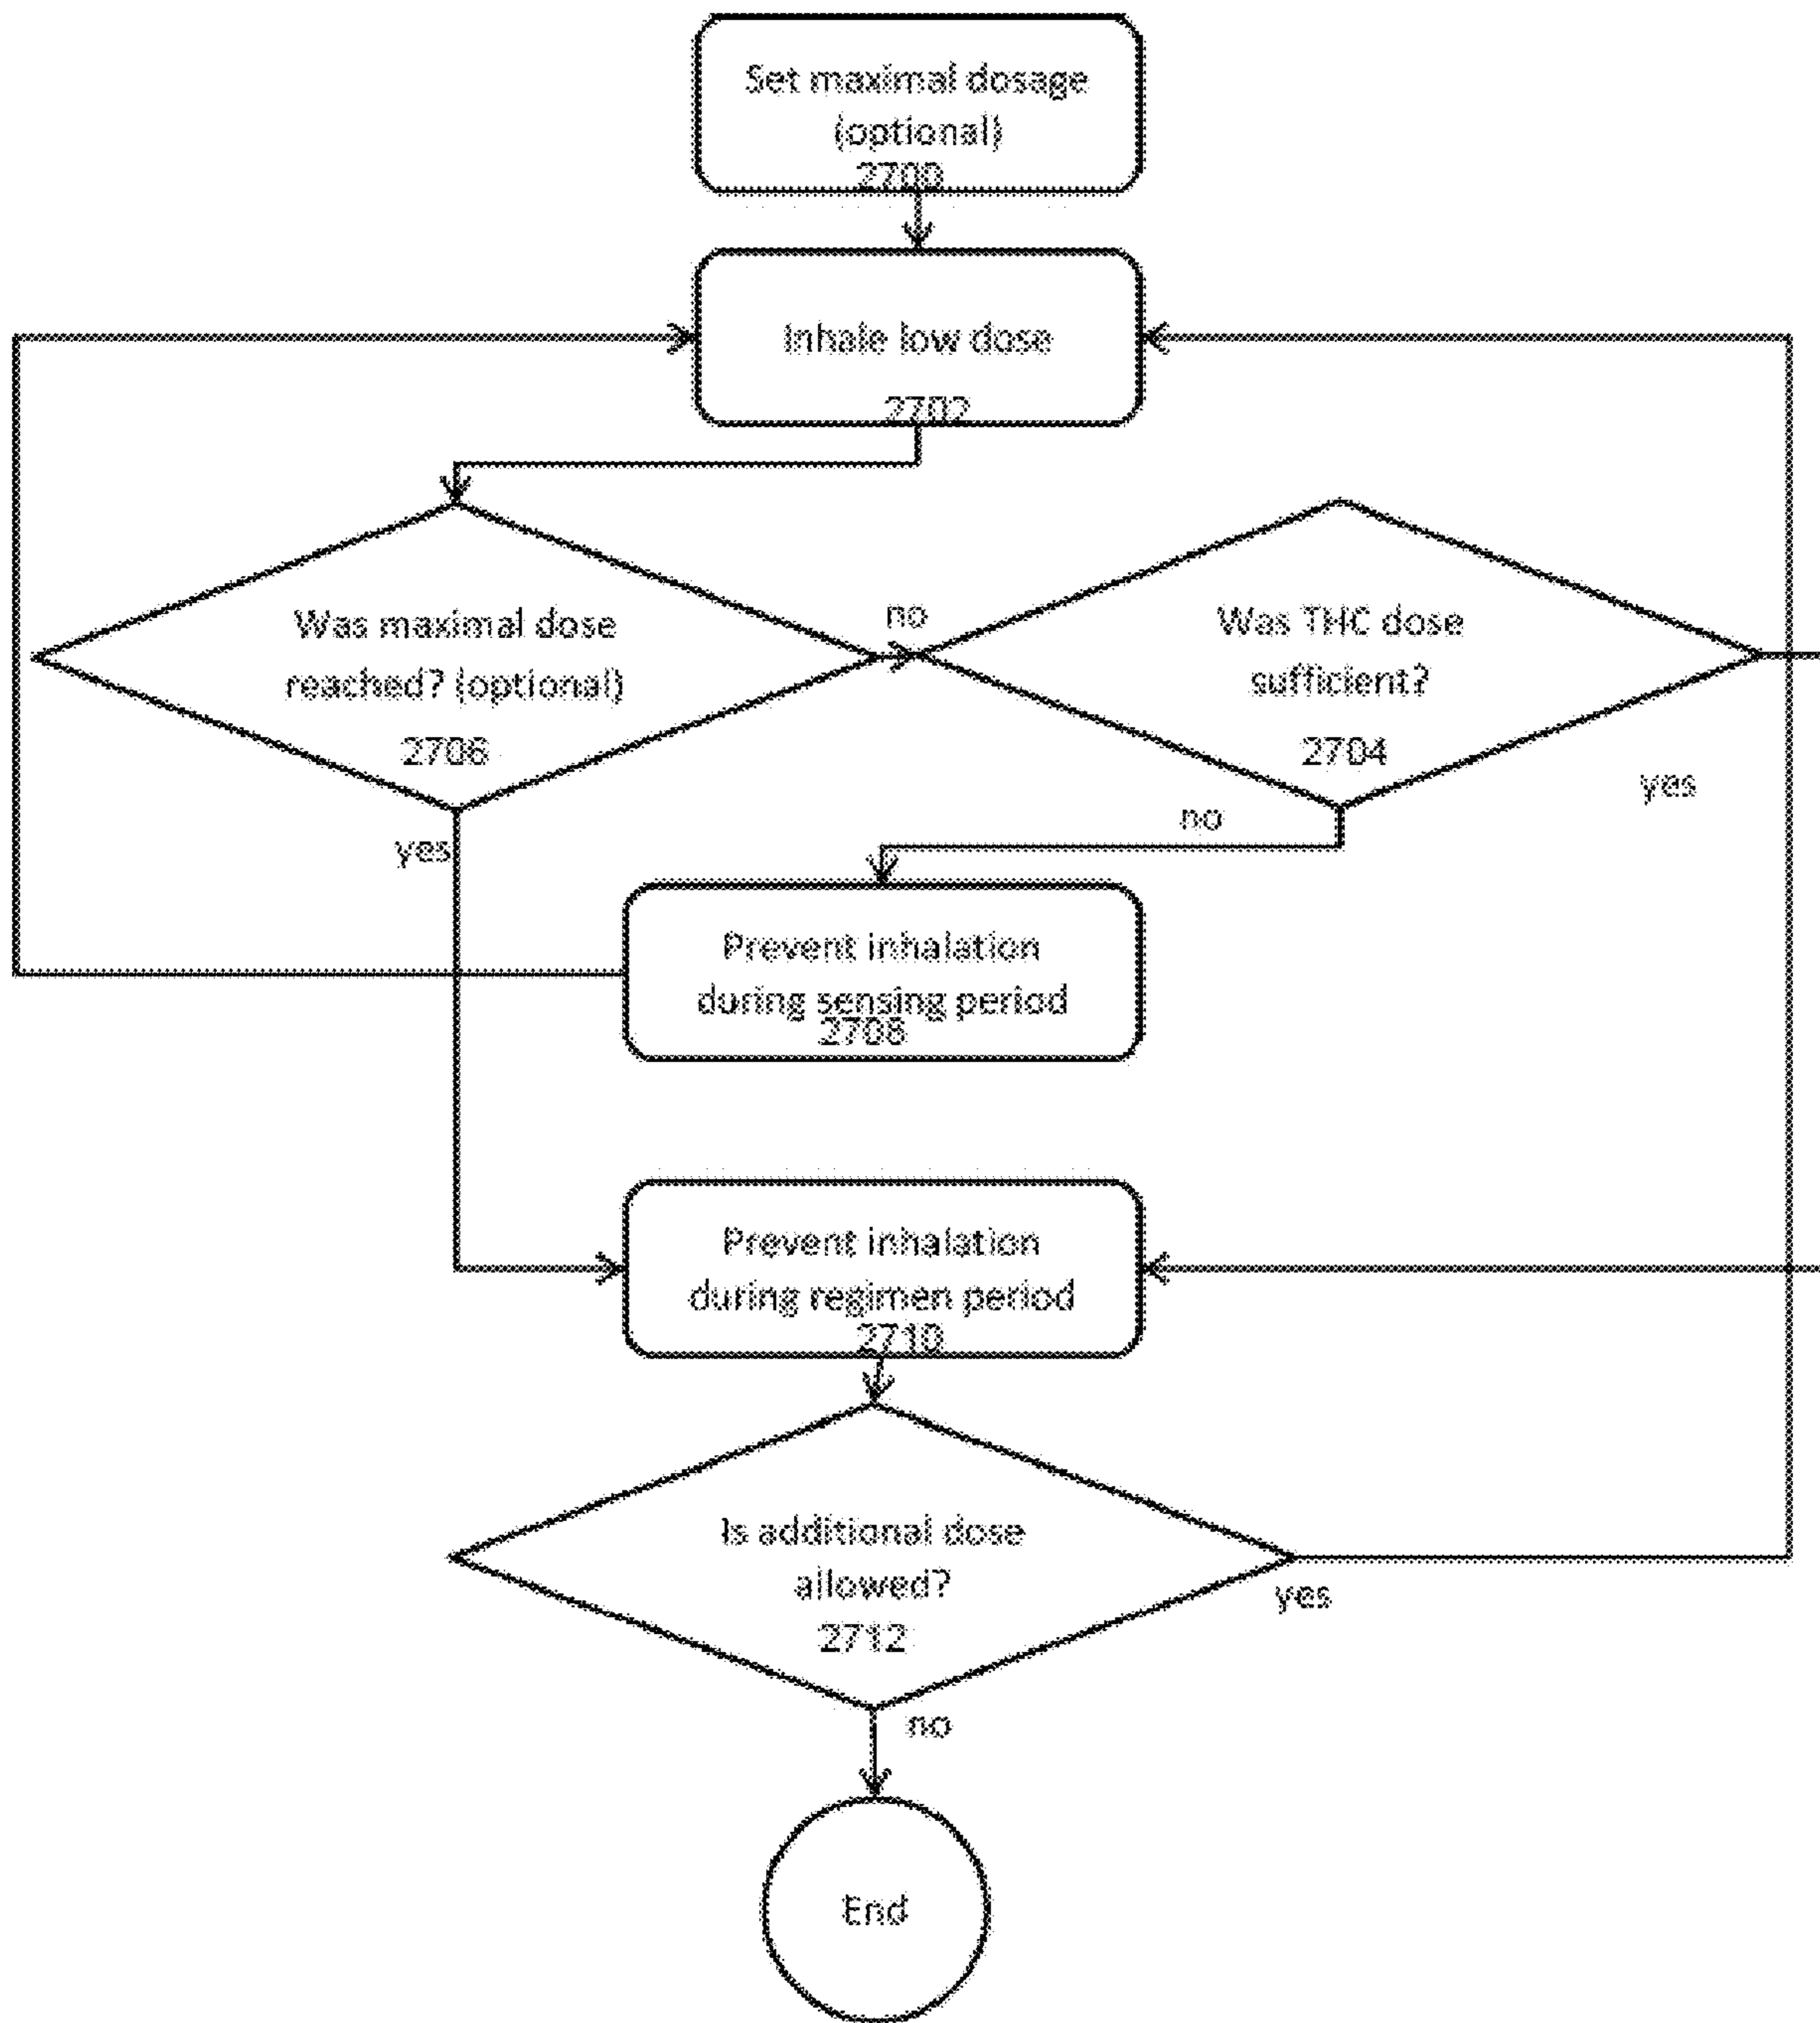 Set maximal dosage
(optional)
2700
Inhale low dose
2702
Was maximal dose
reached? (optional)
2706
no
Was THC dose
sufficient?
2704
yes
no
yes
Prevent inhalation
during sensing period
2708
Prevent inhalation
during regimen period
2710
Is additional dose
allowed?
2712
yes
no
End